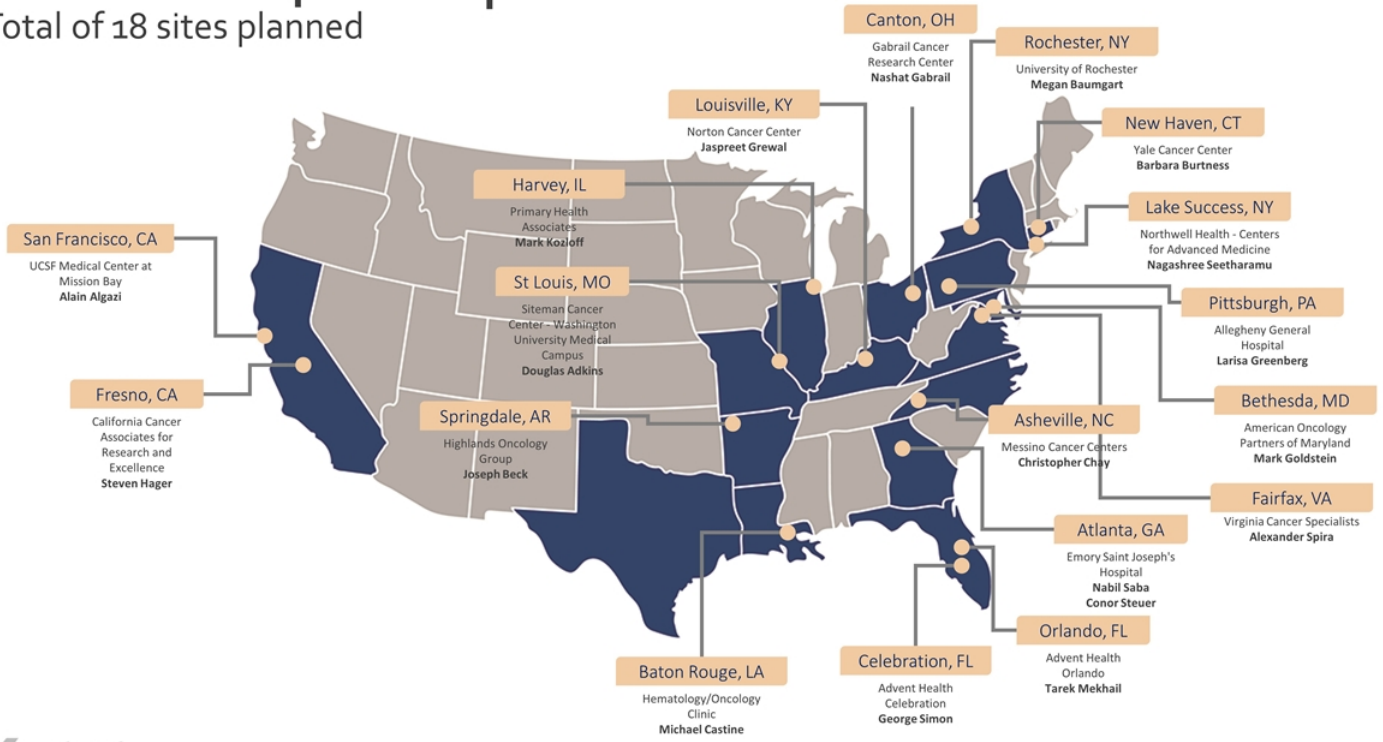 Total of 18 sites planned
Canton, OH
Gabrail Cancer
Research Center
Nashat Gabrail
Rochester, NY
University of Rochester
Megan Baumgart
Louisville, KY
Norton Cancer Center
Jaspreet Grewal
New Haven, CT
Yale Cancer Center
Barbara Burtness
Harvey, IL
Primary Health
Associates
Mark Kozloff
Lake Success, NY
Northwell Health - Centers
for Advanced Medicine
Nagashree Seetharamu
San Francisco, CA
UCSF Medical Center at
Mission Bay
Alain Algazi
St Louis, MO
Siteman Cancer
Center - Washington
University Medical
Campus
Douglas Adkins
Pittsburgh, PA
Allegheny General
Hospital
Larisa Greenberg
Fresno, CA
California Cancer
Associates for
Research and
Excellence
Steven Hager
Bethesda, MD
American Oncology
Partners of Maryland
Mark Goldstein
Springdale, AR
Highlands Oncology
Group
Joseph Beck
Asheville, NC
Messino Cancer Centers
Christopher Chay
Fairfax, VA
Virginia Cancer Specialists
Alexander Spira
Atlanta, GA
Emory Saint Joseph's
Hospital
Nabil Saba
Conor Steuer
Orlando, FL
Advent Health
Orlando
Tarek Mekhail
Celebration, FL
Advent Health
Celebration
George Simon
Baton Rouge, LA
Hematology/Oncology
Clinic
Michael Castine